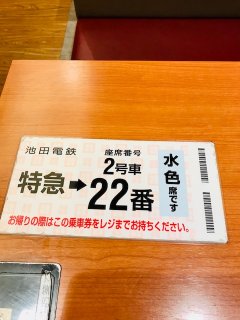 池田電鉄
座席番号
2号車
特急➡22番
水色席です
お帰りの際はこの乗車券をレジまでお持ちください。